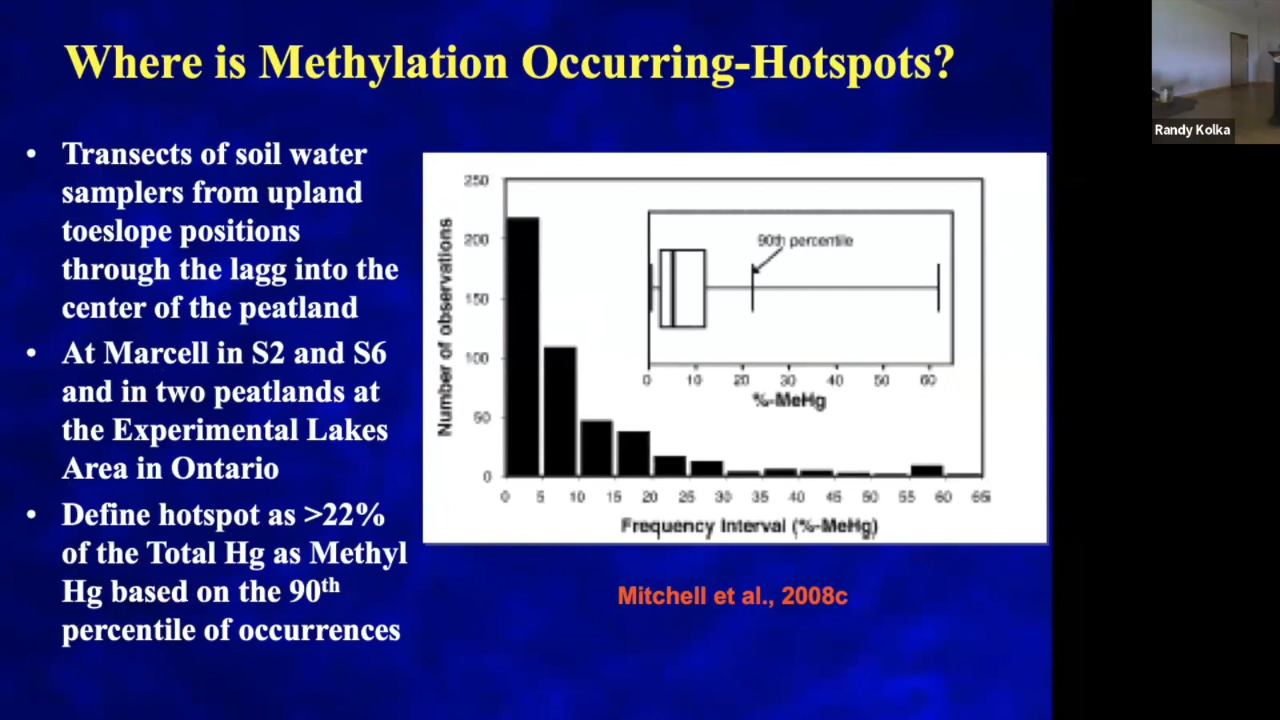 Where is Methylation Occurring-Hotspots?
Randy Kolka
• Transects of soil water
samplers from upland
toeslope positions
through the lagg into the
center of the peatland
• At Marcell in S2 and S6
and in two peatlands at
the Experimental Lakes
Area in Ontario
• Define hotspot as >22%
of the Total Hg as Methyl
Hg based on the 90th
percentile of occurrences
Number of observations
250
200
150
100
50
0
90th percentile
0 10 20 30 40 50 60
%-MeHg
0 5 10 15 20 25 30 35 40 45 50 55 60 65
Frequency Interval (%-MeHg)
Mitchell et al., 2008c